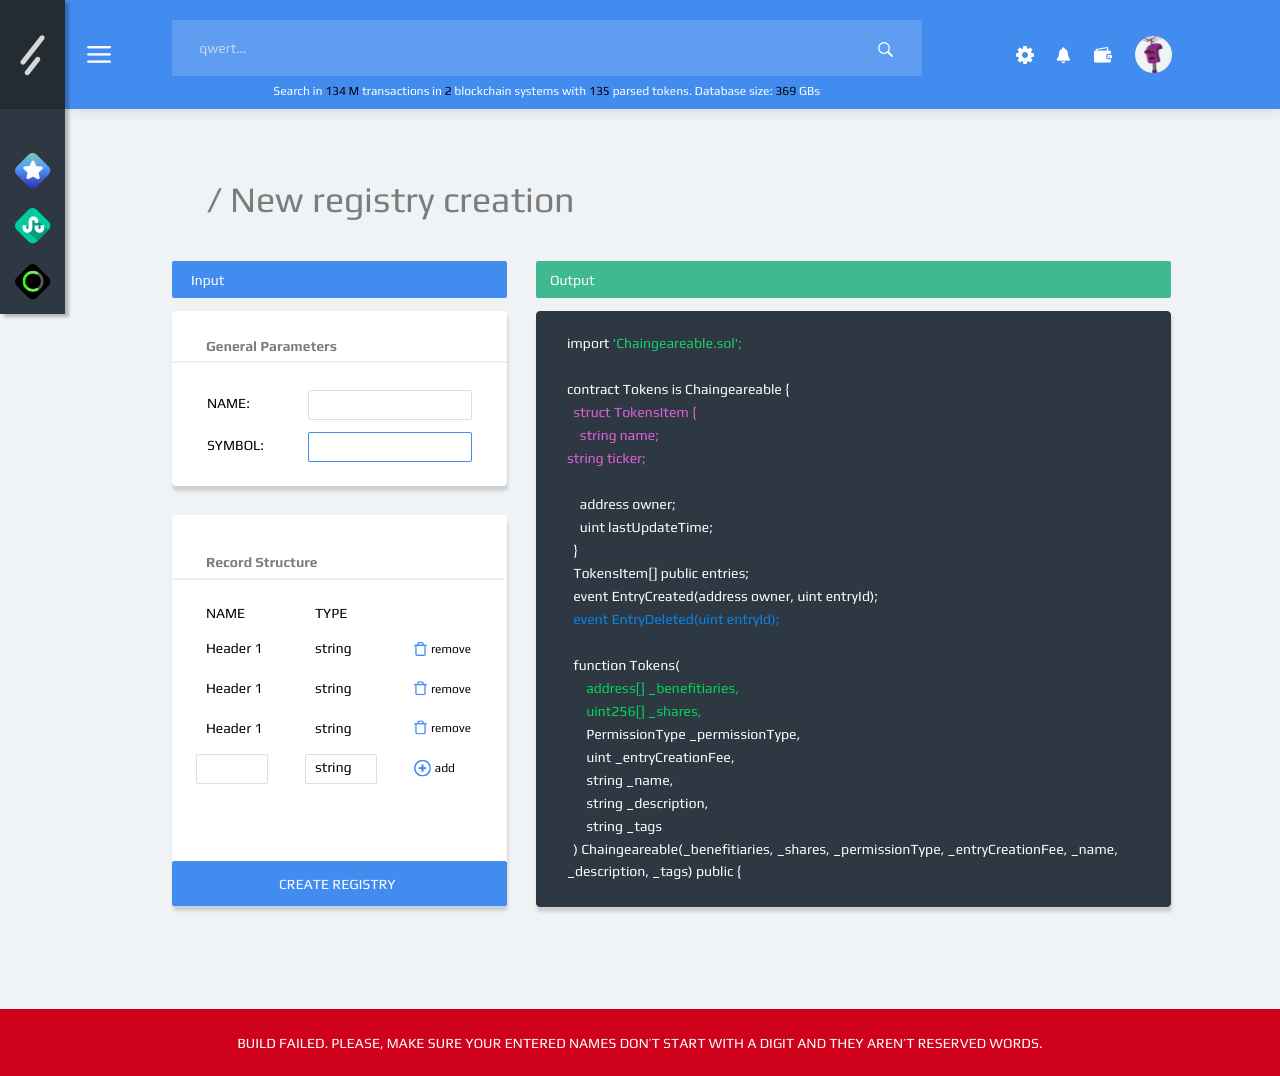 qwert...
Search in 134 M transactions in 2 blockchain systems with 135 parsed tokens. Database size: 369 GBs
/ New registry creation
Input
General Parameters
NAME:
SYMBOL:
Record Structure
NAME TYPE
Header 1 string remove
Header 1 string remove
Header 1 string remove
string add
CREATE REGISTRY
Output
import 'Chaingeareable.sol';
contract Tokens is Chaingeareable {
struct TokensItem {
string name;
string ticker;
address owner;
uint lastUpdateTime;
}
TokensItem[] public entries;
event EntryCreated(address owner, uint entryId);
event EntryDeleted(uint entryId);
function Tokens(
address[] _benefitiaries,
uint256[] _shares,
PermissionType _permissionType,
uint _entryCreationFee,
string _name,
string _description,
string _tags
) Chaingeareable(_benefitiaries, _shares, _permissionType, _entryCreationFee, _name,
_description, _tags) public {
BUILD FAILED. PLEASE, MAKE SURE YOUR ENTERED NAMES DON’T START WITH A DIGIT AND THEY AREN’T RESERVED WORDS.